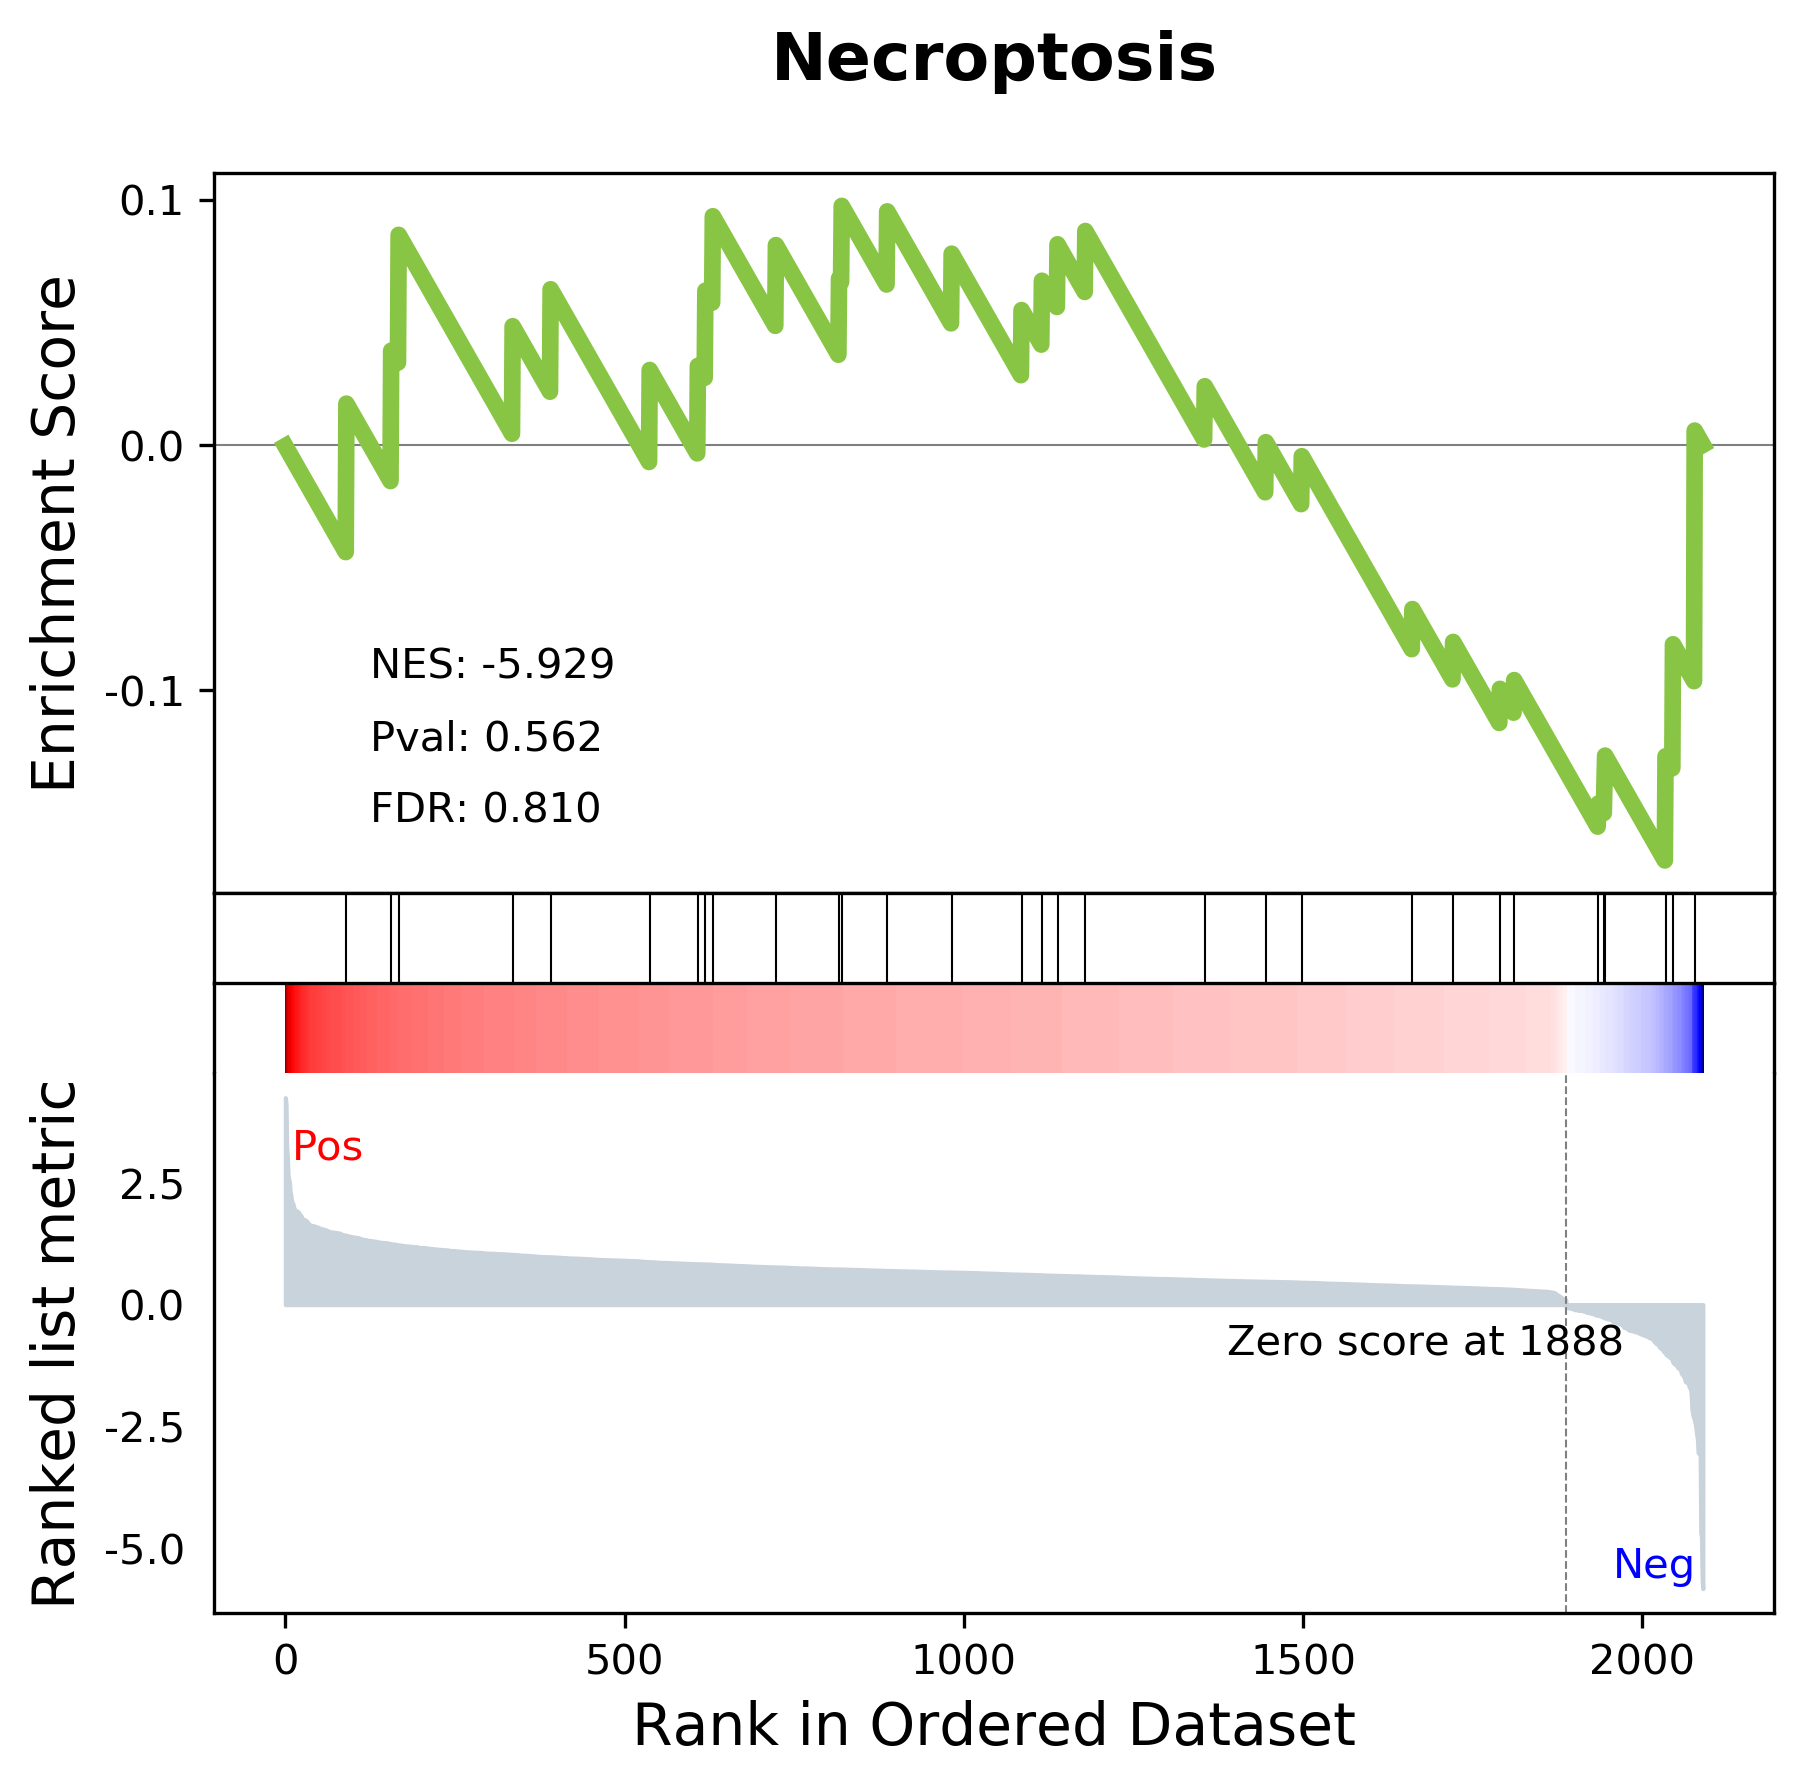 Necroptosis
Enrichment Score
0.1
0.0
-0.1
NES: -5.929
Pval: 0.562
FDR: 0.810
Ranked list metric
Pos
2.5
0.0
-2.5
-5.0
Zero score at 1888
Neg
0 500 1000 1500 2000
Rank in Ordered Dataset